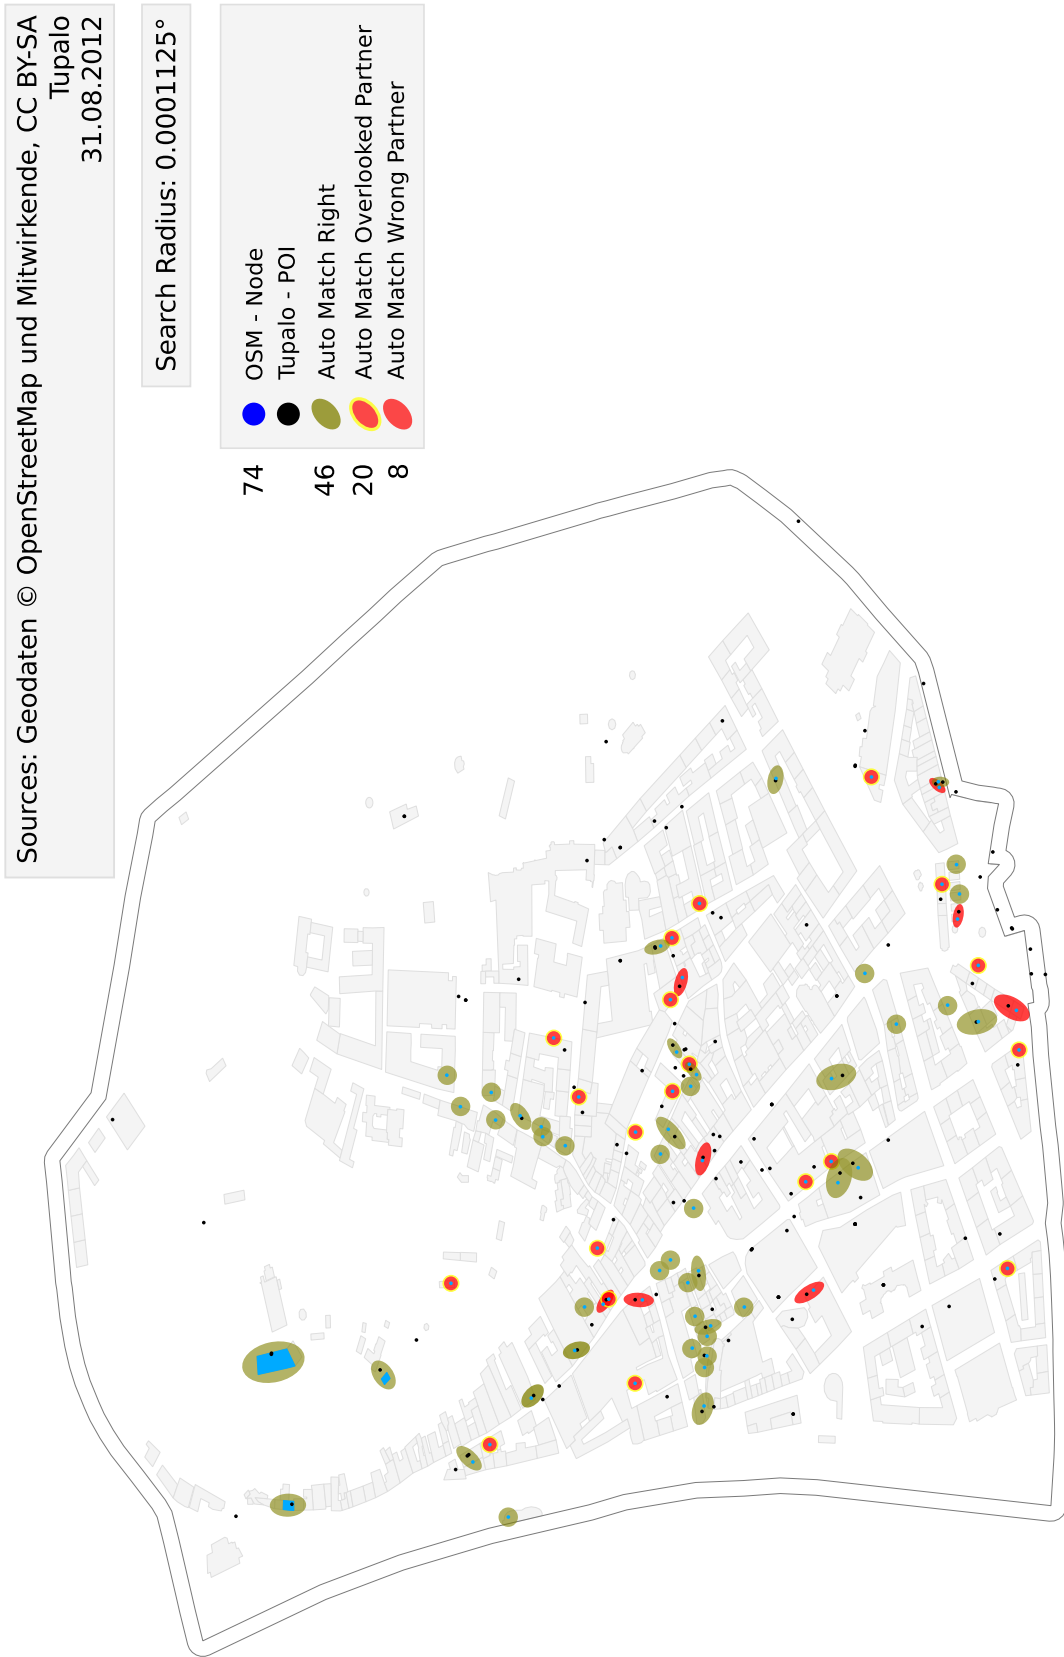 Sources: Geodaten © OpenStreetMap und Mitwirkende, CC BY-SA
Tupalo
31.08.2012
Search Radius: 0.0001125°
74 OSM - Node
Tupalo - POI
46 Auto Match Right
20 Auto Match Overlooked Partner
8 Auto Match Wrong Partner